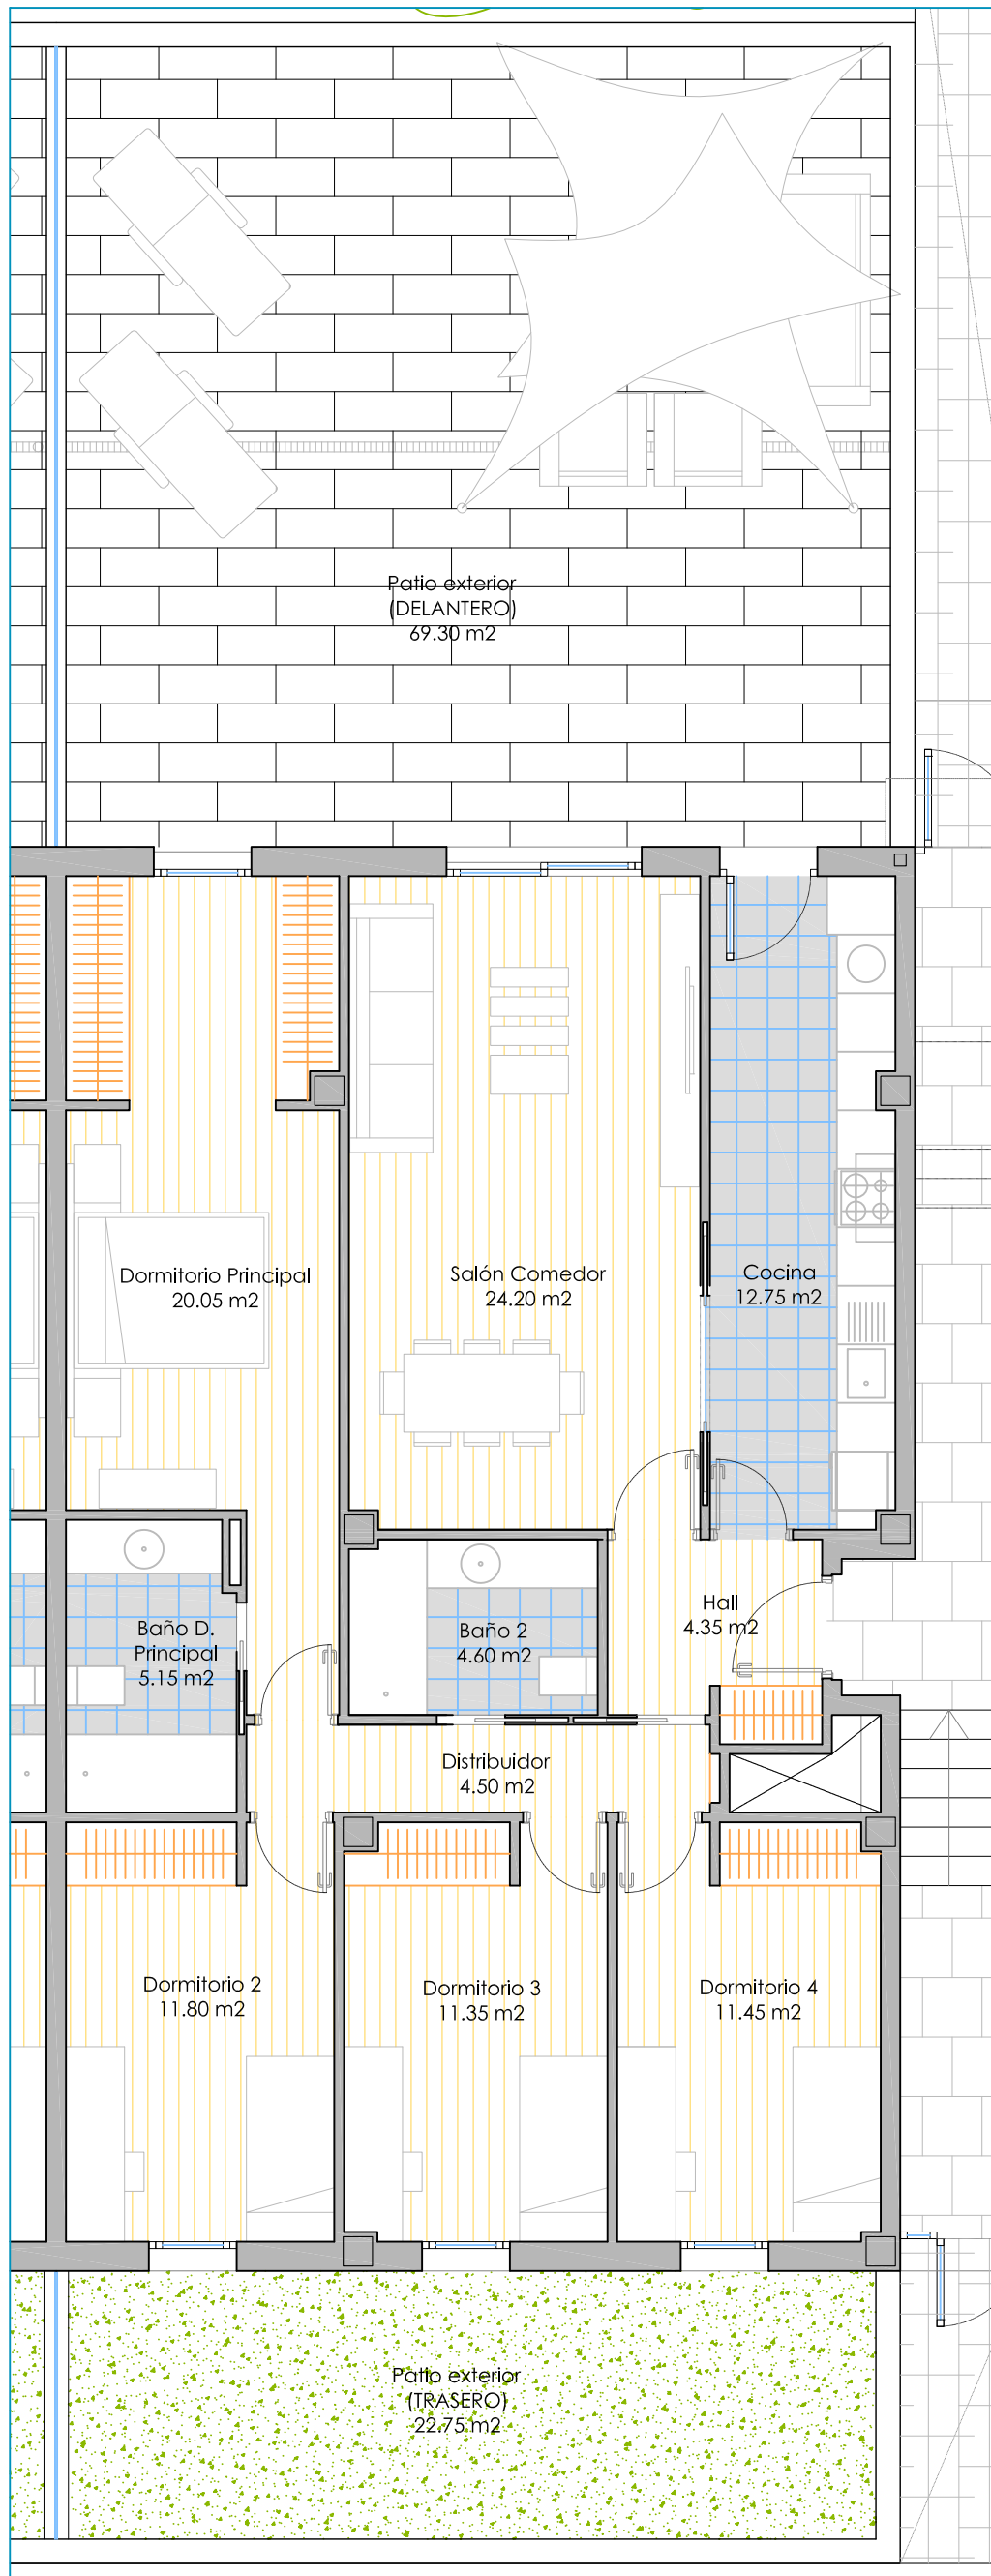 Patio exterior
(DELANTERO)
69.30 m2
Dormitorio Principal
20.05 m2
Salón Comedor
24.20 m2
Cocina
12.75 m2
Baño D.
Principal
5.15 m2
Baño 2
4.60 m2
Hall
4.35 m2
Distribuidor
4.50 m2
Dormitorio 2
11.80 m2
Dormitorio 3
11.35 m2
Dormitorio 4
11.45 m2
Patio exterior
(TRASERO)
22.75 m2